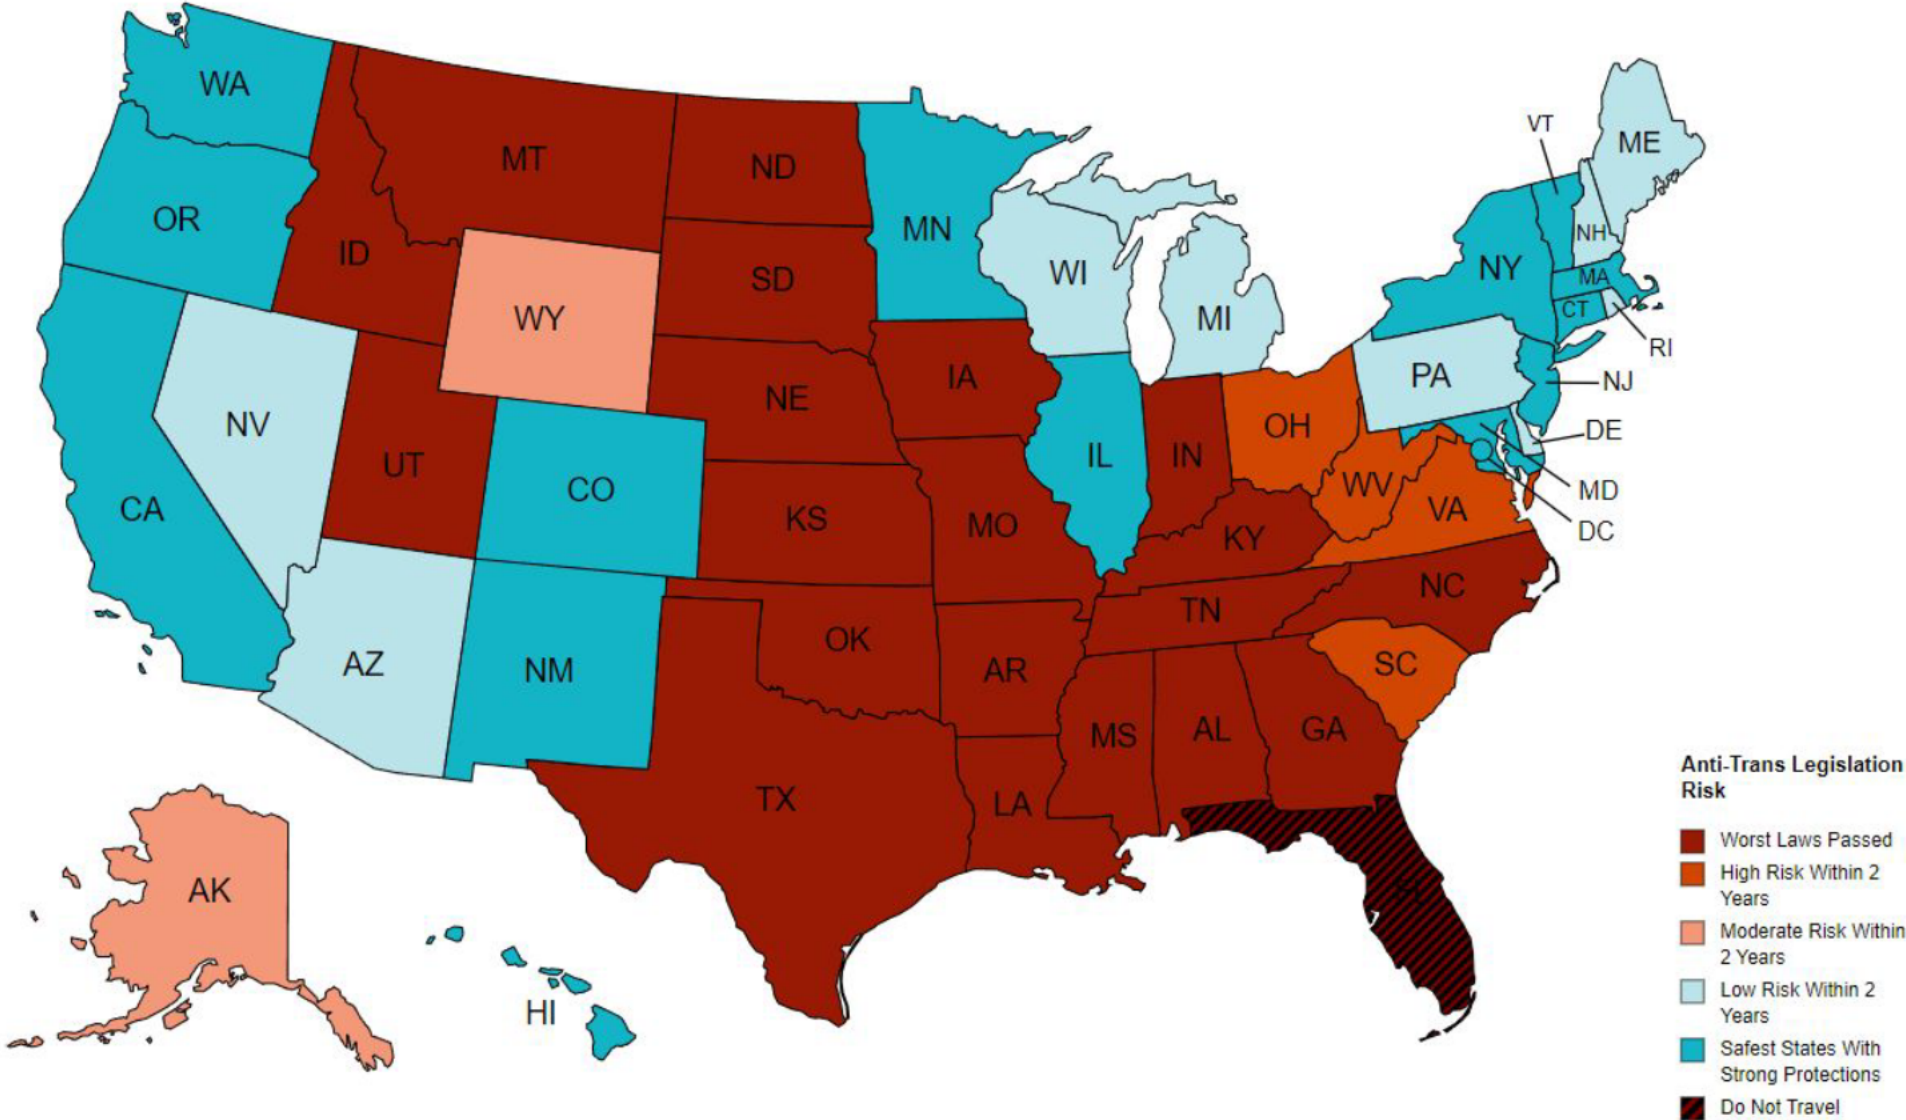 WA
MT
ND
MN
VT
ME
OR
ID
SD
WI
NY
NH
MA
WY
MI
CT
RI
NV
NE
IA
PA
NJ
UT
CO
IL
IN
OH
DE
CA
KS
MO
WV
VA
MD
KY
DC
NC
AZ
NM
OK
TN
AR
SC
MS
AL
GA
TX
LA
AK
HI
Anti-Trans Legislation
Risk
Worst Laws Passed
High Risk Within 2
Years
Moderate Risk Within
2 Years
Low Risk Within 2
Years
Safest States With
Strong Protections
Do Not Travel